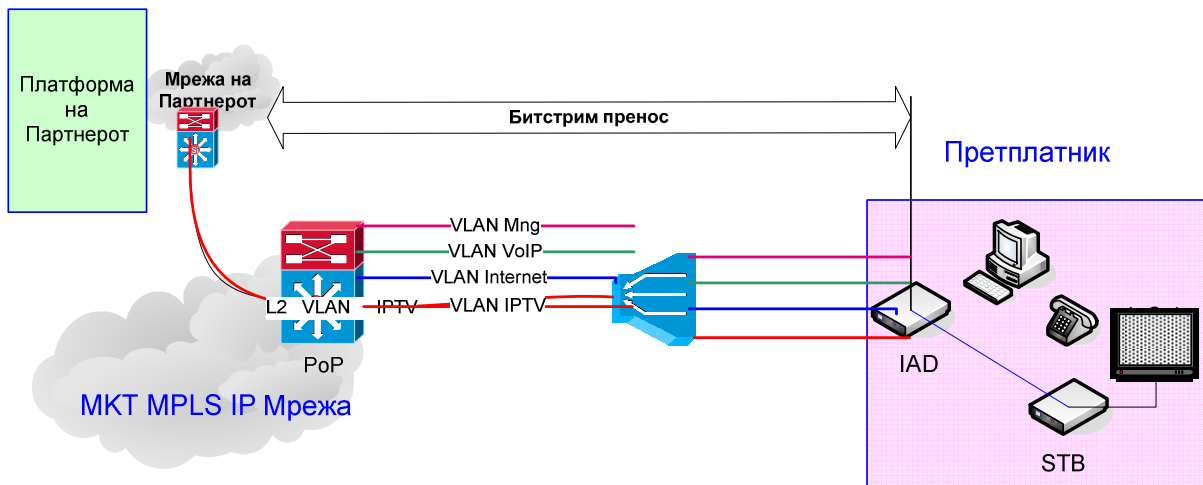 Платформа
на
Партнерот
Мрежа на
Партнерот
Битстрим пренос
Претплатник
VLAN Mng
VLAN VoIP
VLAN Internet
L2 VLAN IPTV
VLAN IPTV
PoP
MKT MPLS IP Мрежа
IAD
STB